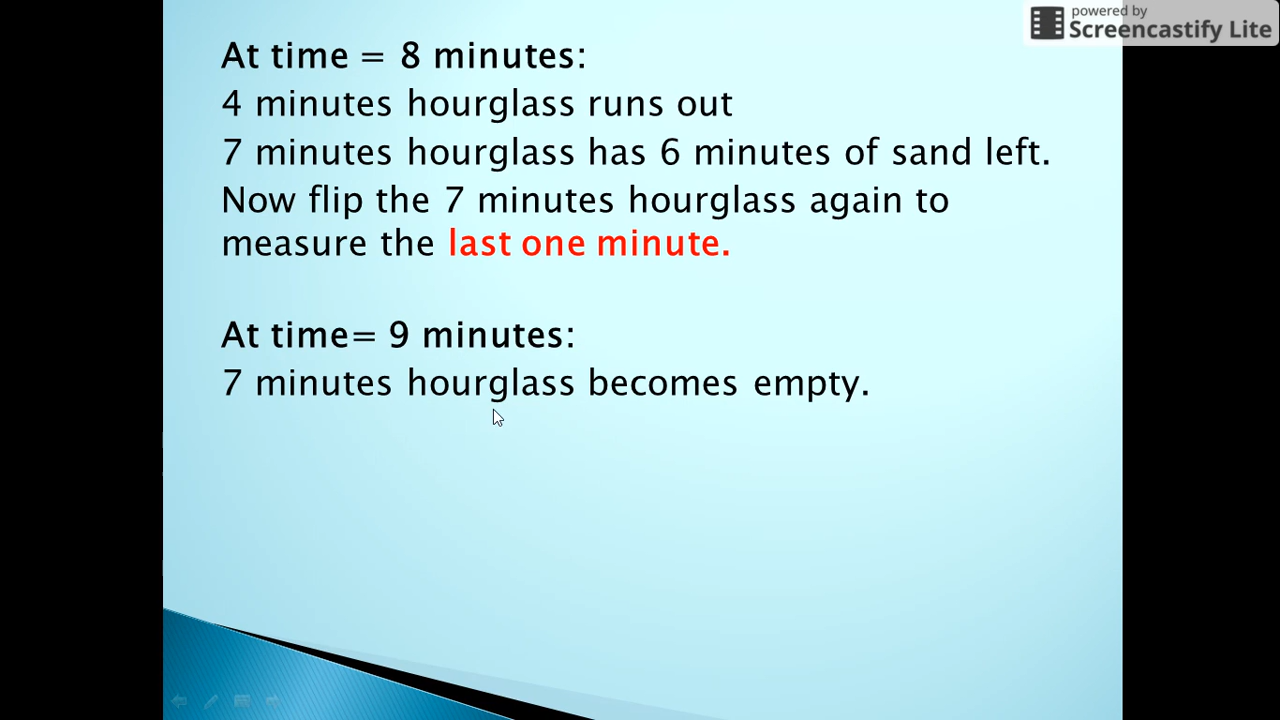 powered by
Screencastify Lite
At time = 8 minutes:
4 minutes hourglass runs out
7 minutes hourglass has 6 minutes of sand left.
Now flip the 7 minutes hourglass again to
measure the last one minute.
At time= 9 minutes:
7 minutes hourglass becomes empty.